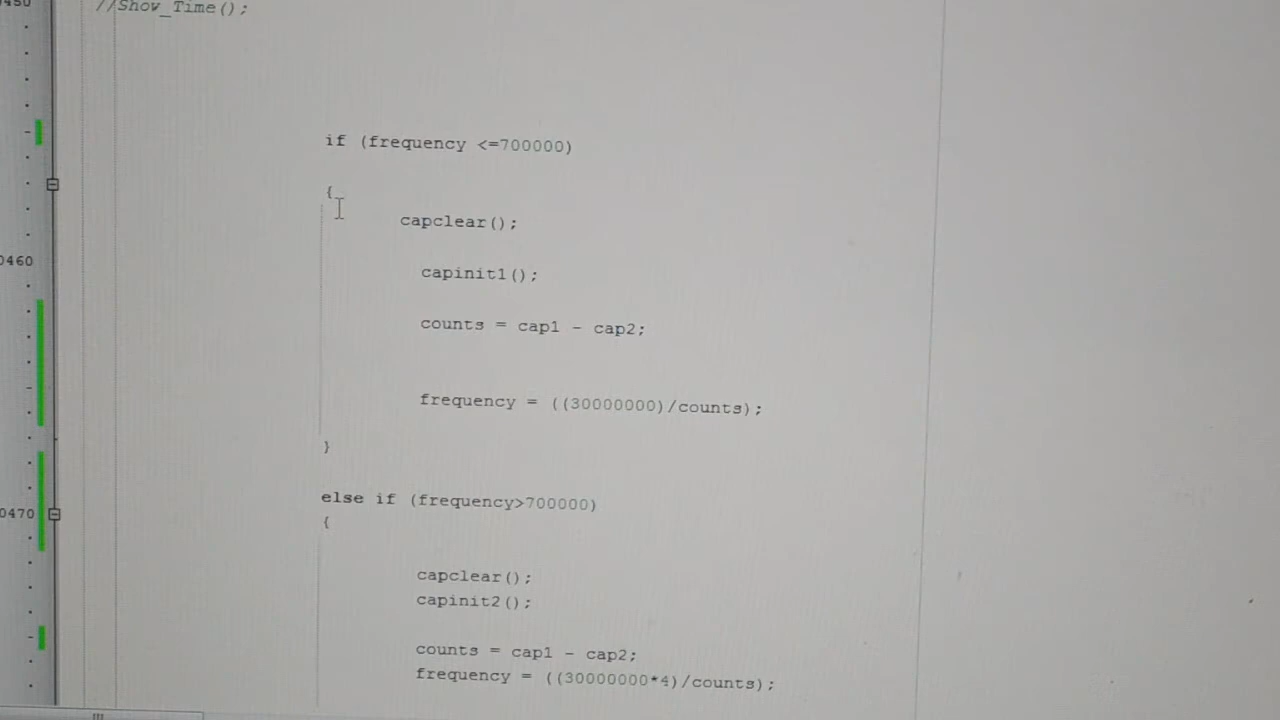 //Show_Time();
if (frequency <=700000)
{
capclear();
0460
capinit1();
counts = cap1 - cap2;
frequency = ((30000000)/counts);
}
else if (frequency>700000)
0470
{
capclear();
capinit2();
counts = cap1 - cap2;
frequency = ((30000000*4)/counts);